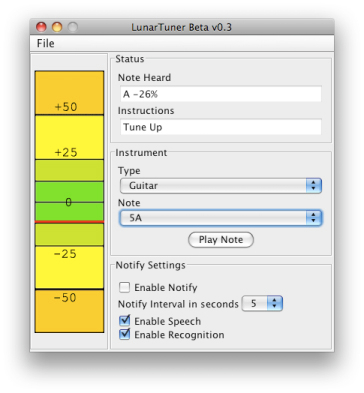 LunarTuner Beta v0.3
File
+50
+25
0
-25
-50
Status
Note Heard
A -26%
Instructions
Tune Up
Instrument
Type
Guitar
Note
5A
Play Note
Notify Settings
Enable Notify
Notify Interval in seconds 5
Enable Speech
Enable Recognition